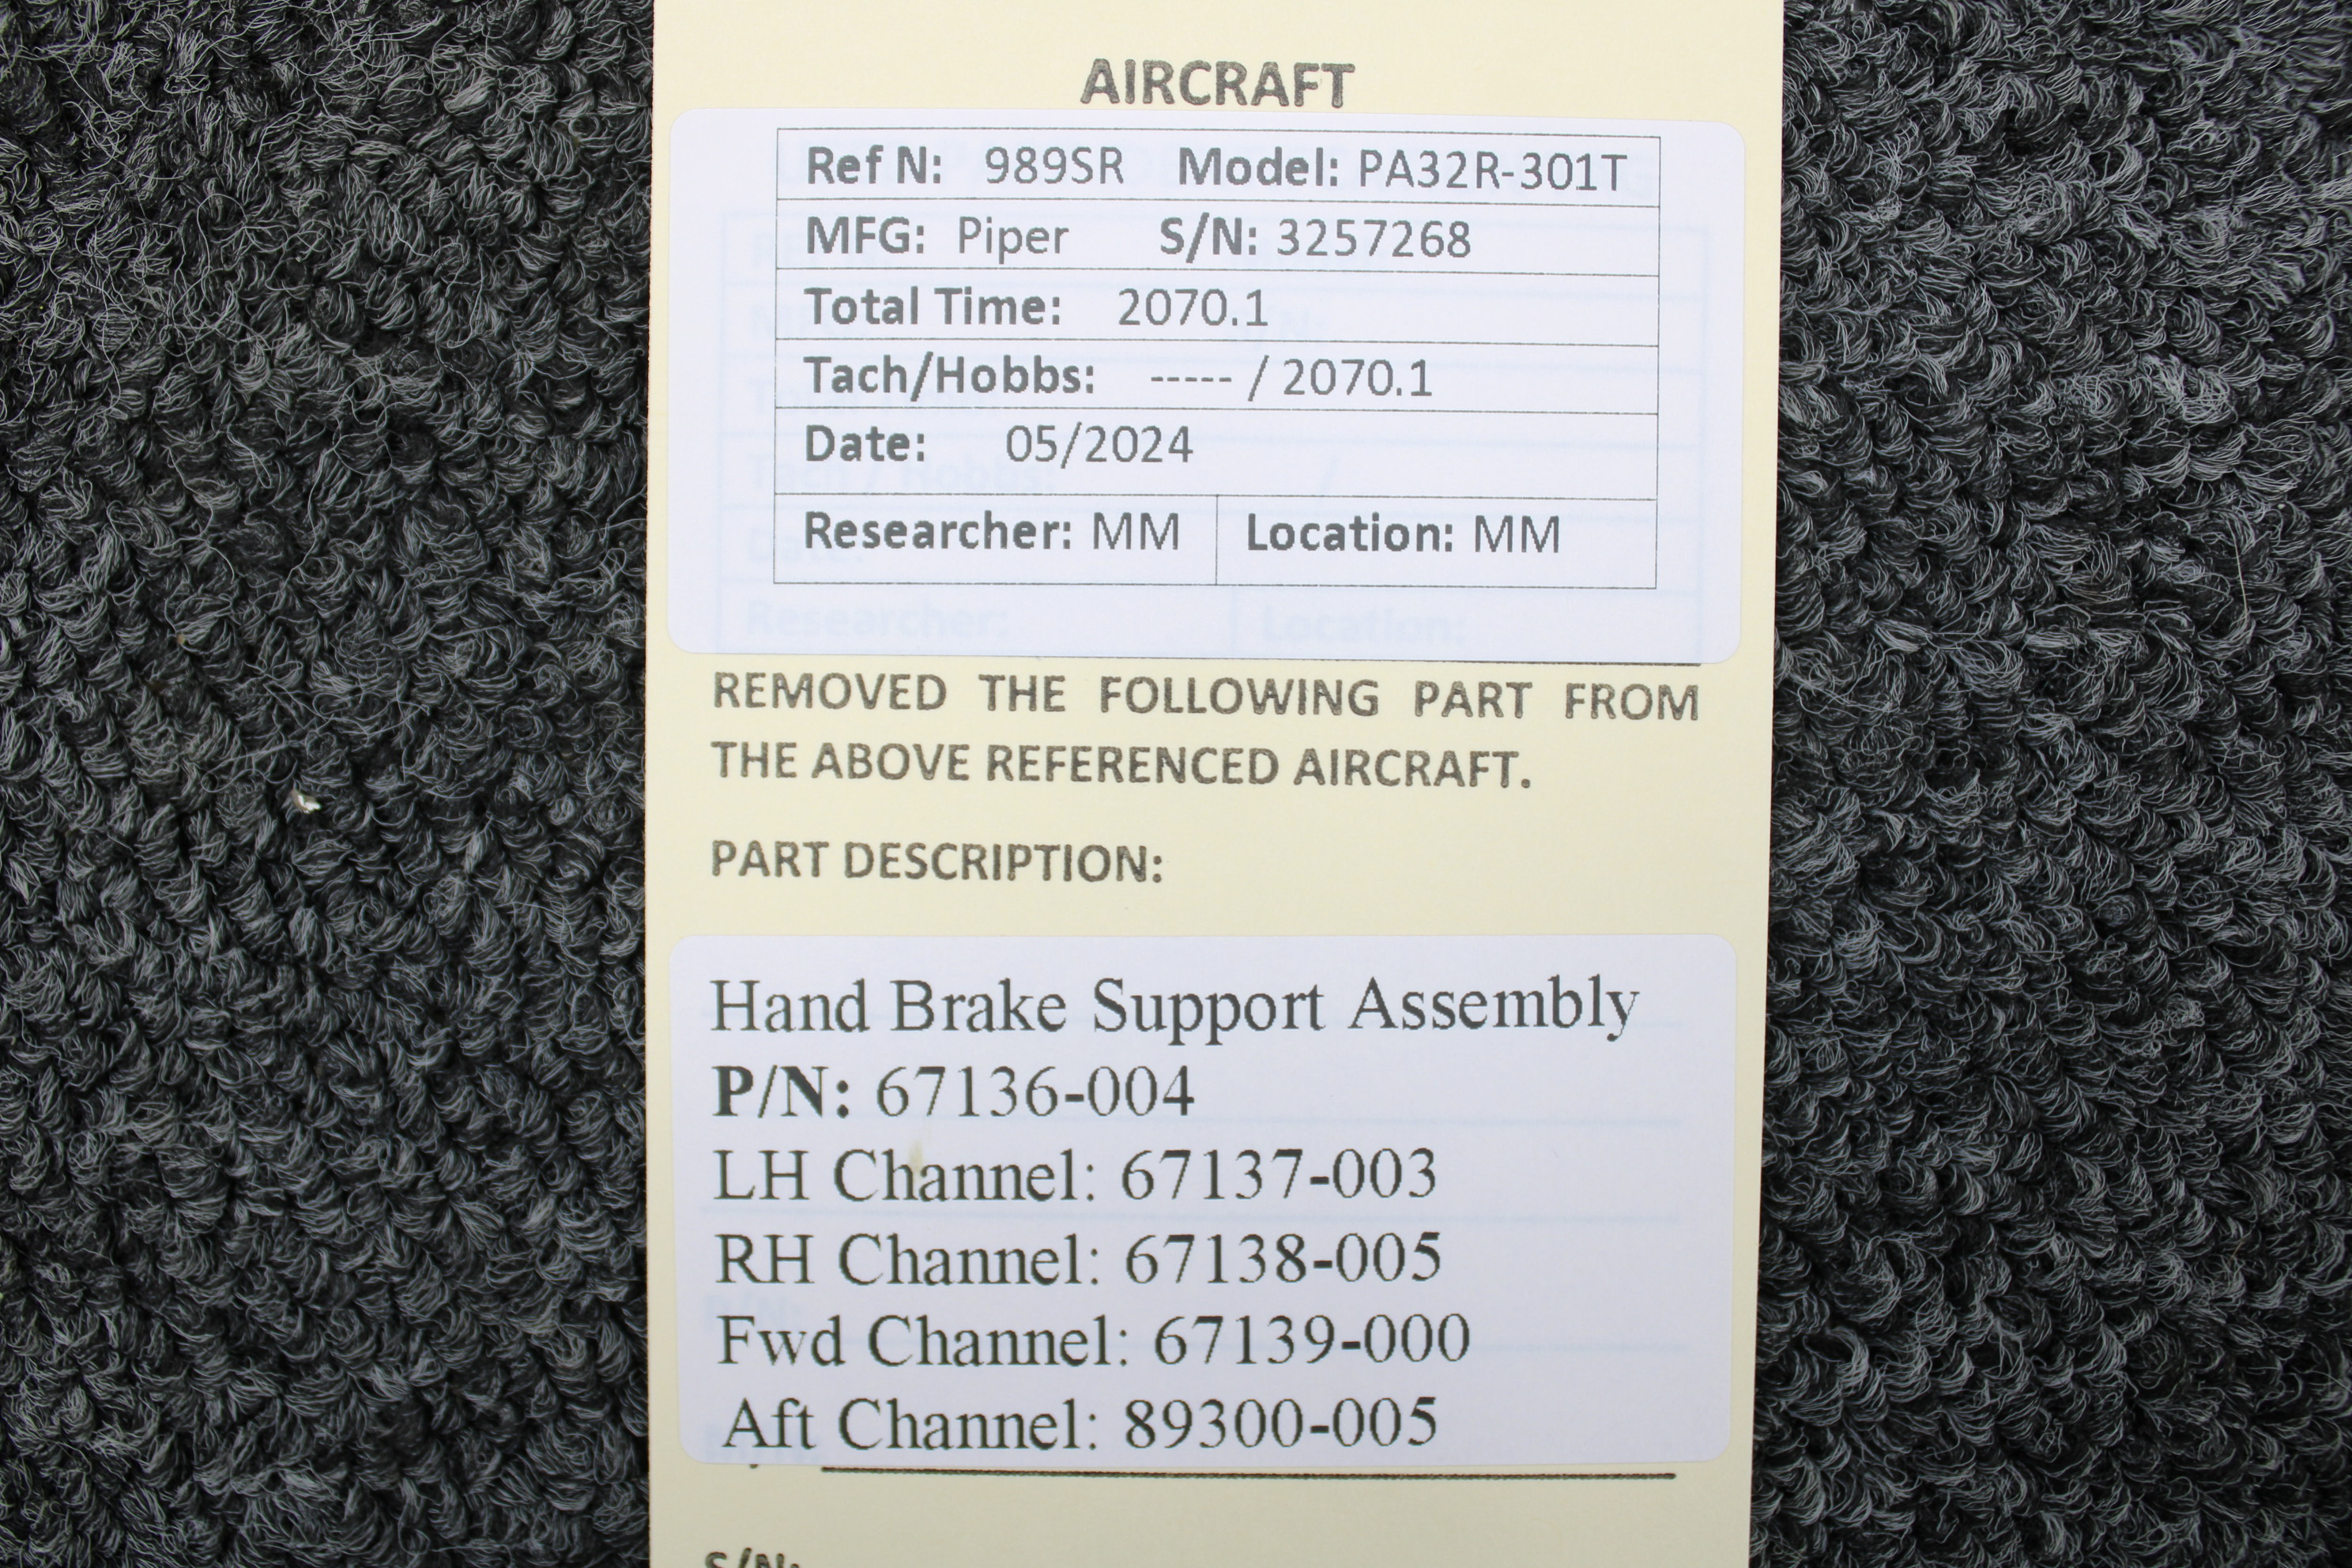 AIRCRAFT
Ref N: 989SR Model: PA32R-301T
MFG: Piper S/N: 3257268
Total Time: 2070.1
Tach/Hobbs: ----- / 2070.1
Date: 05/2024
Researcher: MM Location: MM
Researcher: Location:
REMOVED THE FOLLOWING PART FROM
THE ABOVE REFERENCED AIRCRAFT.
PART DESCRIPTION:
Hand Brake Support Assembly
P/N: 67136-004
LH Channel: 67137-003
RH Channel: 67138-005
Fwd Channel: 67139-000
Aft Channel: 89300-005
S/N: